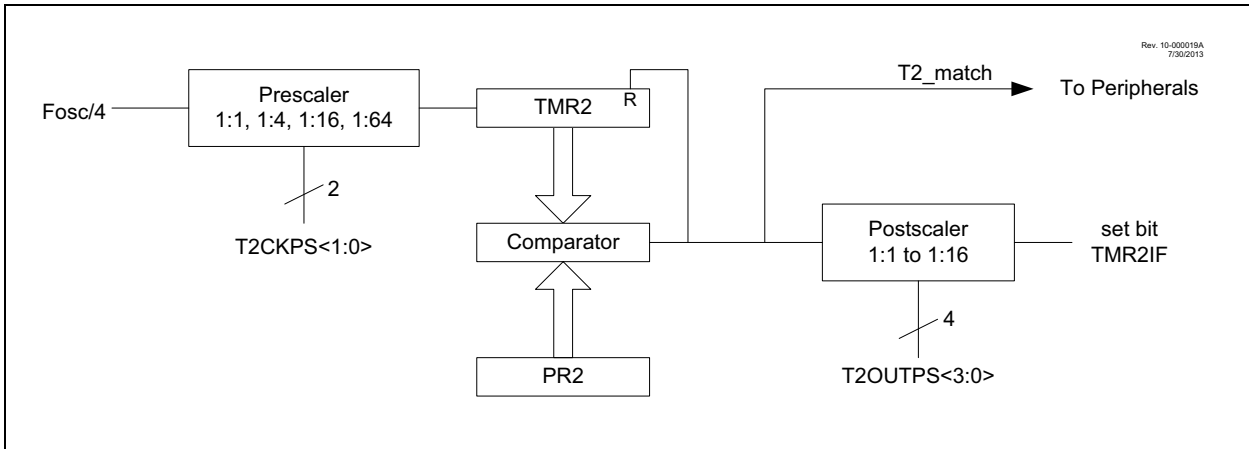 Rev. 10-000019A
7/30/2013
T2_match
To Peripherals
Fosc/4
Prescaler
1:1, 1:4, 1:16, 1:64
TMR2
R
2
T2CKPS<1:0>
Comparator
Postscaler
1:1 to 1:16
set bit
TMR2IF
4
T2OUTPS<3:0>
PR2